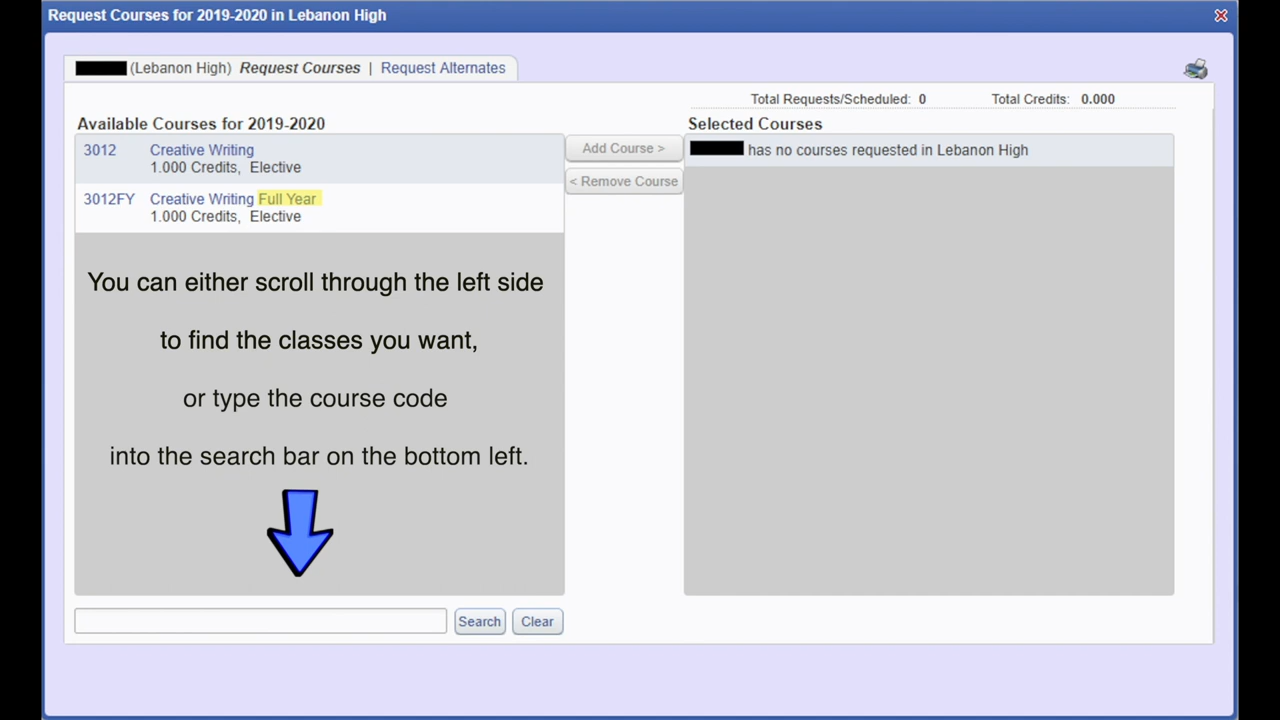 Request Courses for 2019-2020 in Lebanon High
(Lebanon High) Request Courses | Request Alternates
Total Requests/Scheduled: 0 Total Credits: 0.000
Available Courses for 2019-2020
Selected Courses
3012 Creative Writing
1.000 Credits, Elective
3012FY Creative Writing Full Year
1.000 Credits, Elective
Add Course >
< Remove Course
has no courses requested in Lebanon High
You can either scroll through the left side
to find the classes you want,
or type the course code
into the search bar on the bottom left.
Search Clear